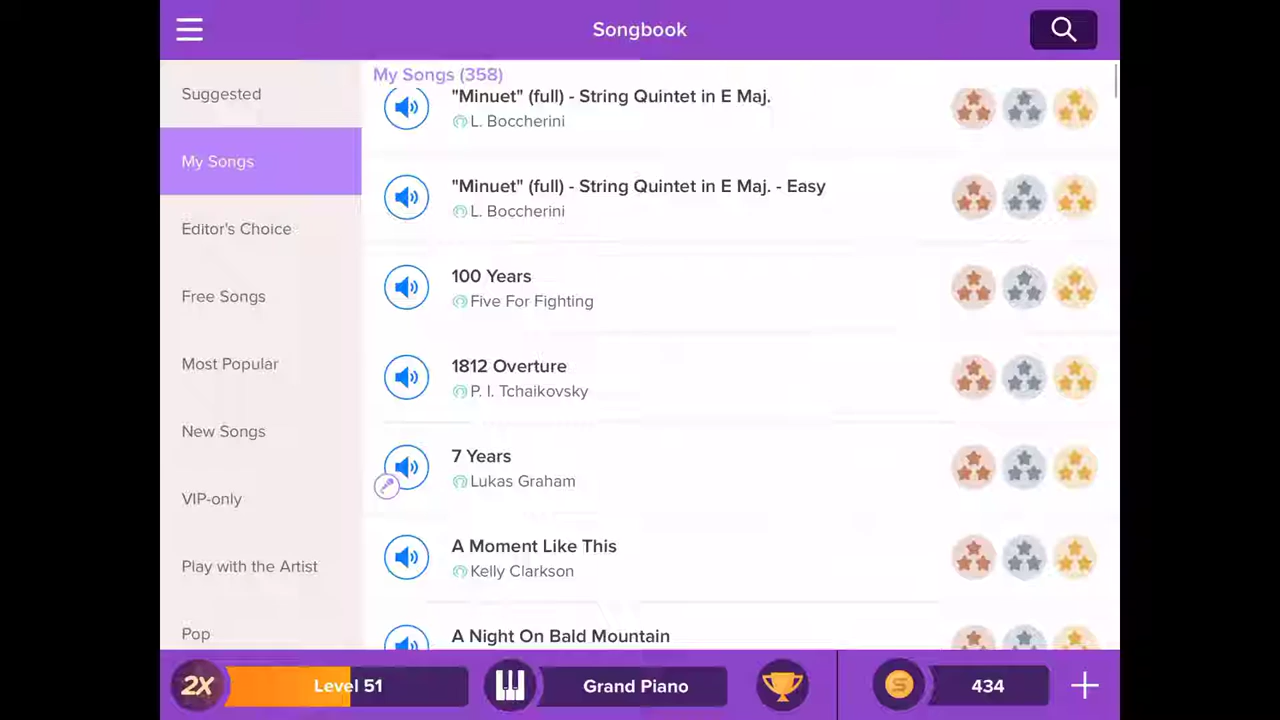 Songbook
Suggested
My Songs
Editor's Choice
Free Songs
Most Popular
New Songs
VIP-only
Play with the Artist
Pop
My Songs (358)
"Minuet" (full) - String Quintet in E Maj.
L. Boccherini
"Minuet" (full) - String Quintet in E Maj. - Easy
L. Boccherini
100 Years
Five For Fighting
1812 Overture
P. I. Tchaikovsky
7 Years
Lukas Graham
A Moment Like This
Kelly Clarkson
A Night On Bald Mountain
2X
Level 51
Grand Piano
S
434